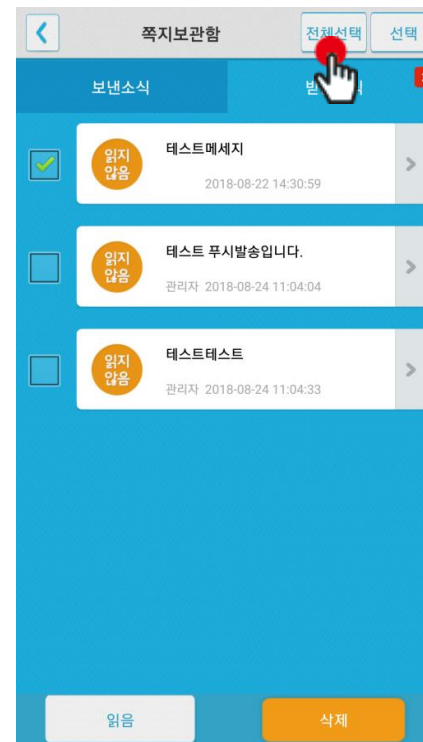 쪽지보관함
전체선택
선택
보낸소식
읽지
않음
테스트메세지
2018-08-22 14:30:59
읽지
않음
테스트 푸시발송입니다.
관리자 2018-08-24 11:04:04
읽지
않음
테스트테스트
관리자 2018-08-24 11:04:33
읽음
삭제